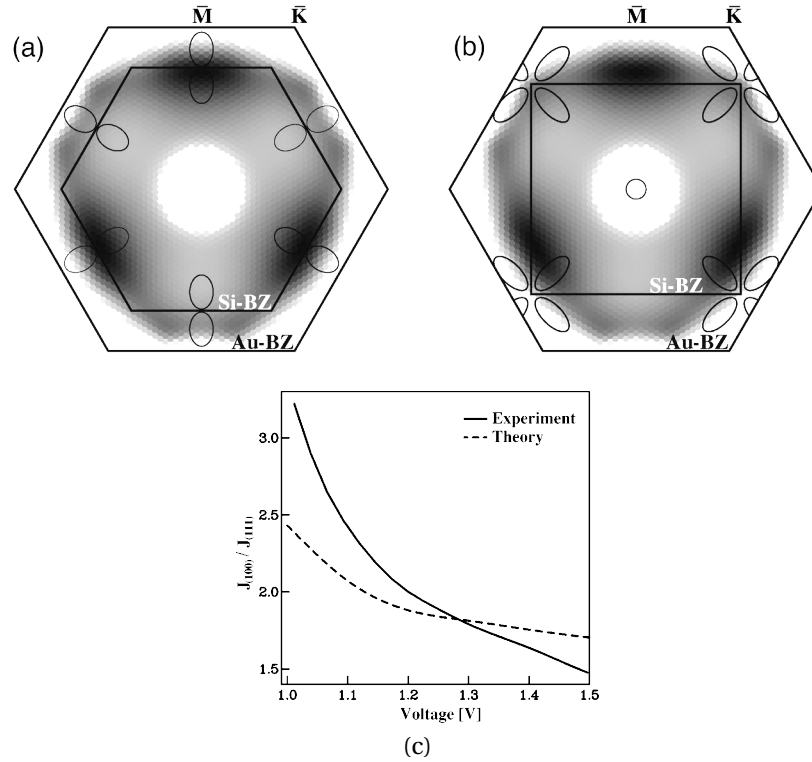 (a)
M̄ K̄
Si-BZ
Au-BZ
(b)
M̄ K̄
Si-BZ
Au-BZ
J(100) / J(111)
3.0
2.5
2.0
1.5
Experiment
Theory
1.0 1.1 1.2 1.3 1.4 1.5
Voltage [V]
(c)